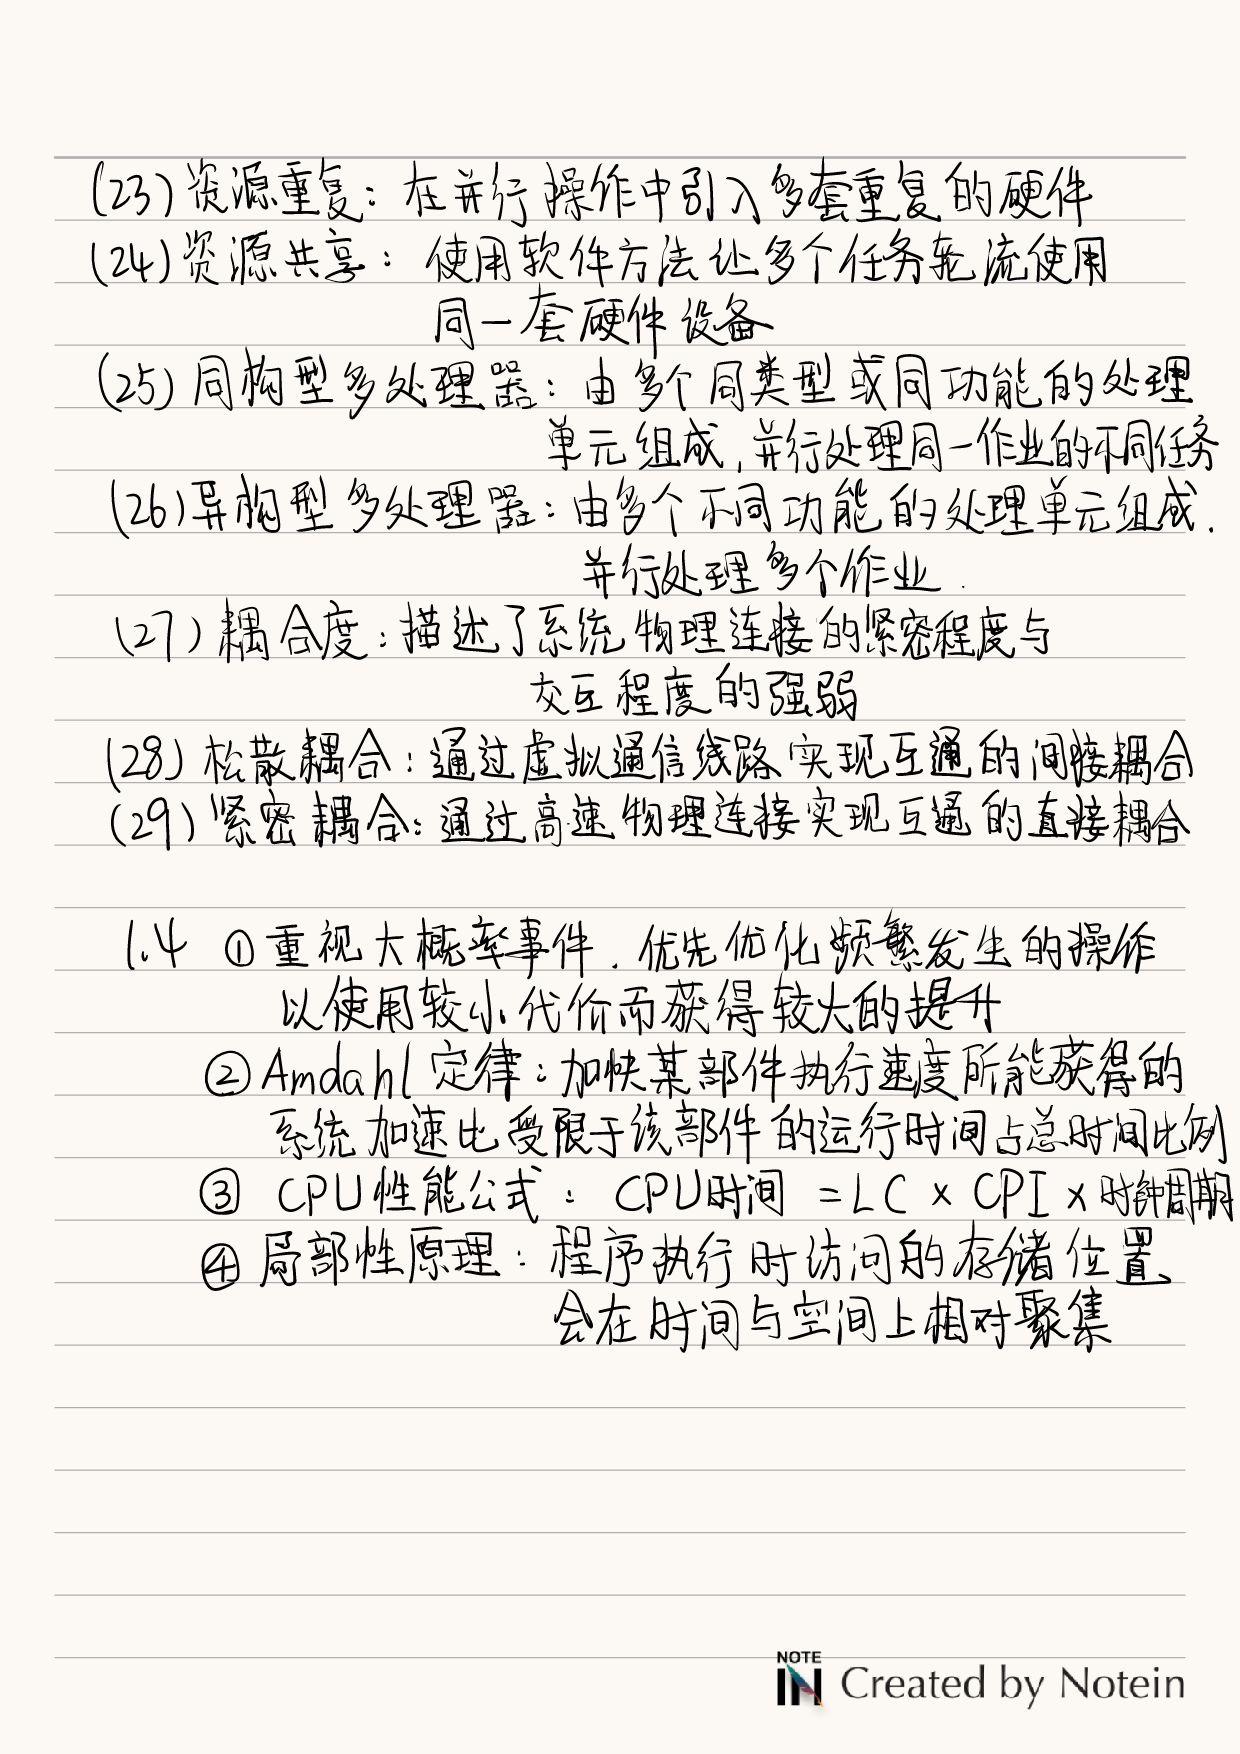 (23) 资源重复：在并行操作中引入多套重复的硬件
(24) 资源共享：使用软件方法让多个任务轮流使用
同一套硬件设备
(25) 同构型多处理器：由多个同类型或同功能的处理
单元组成，并行处理同一作业的不同任务
(26) 异构型多处理器：由多个不同功能的处理单元组成.
并行处理多个作业.
(27) 耦合度：描述了系统物理连接的紧密程度与
交互程度的强弱
(28) 松散耦合：通过虚拟通信线路实现互通的间接耦合
(29) 紧密耦合：通过高速物理连接实现互通的直接耦合
1.4 ①重视大概率事件. 优先优化频繁发生的操作
以使用较小代价而获得较大的提升
②Amdahl定律：加快某部件执行速度所能获得的
系统加速比受限于该部件的运行时间占总时间比例
③ CPU性能公式：CPU时间 = LC × CPI × 时钟周期
④局部性原理：程序执行时访问的存储位置
会在时间与空间上相对聚集
NOTE
IN Created by Notein